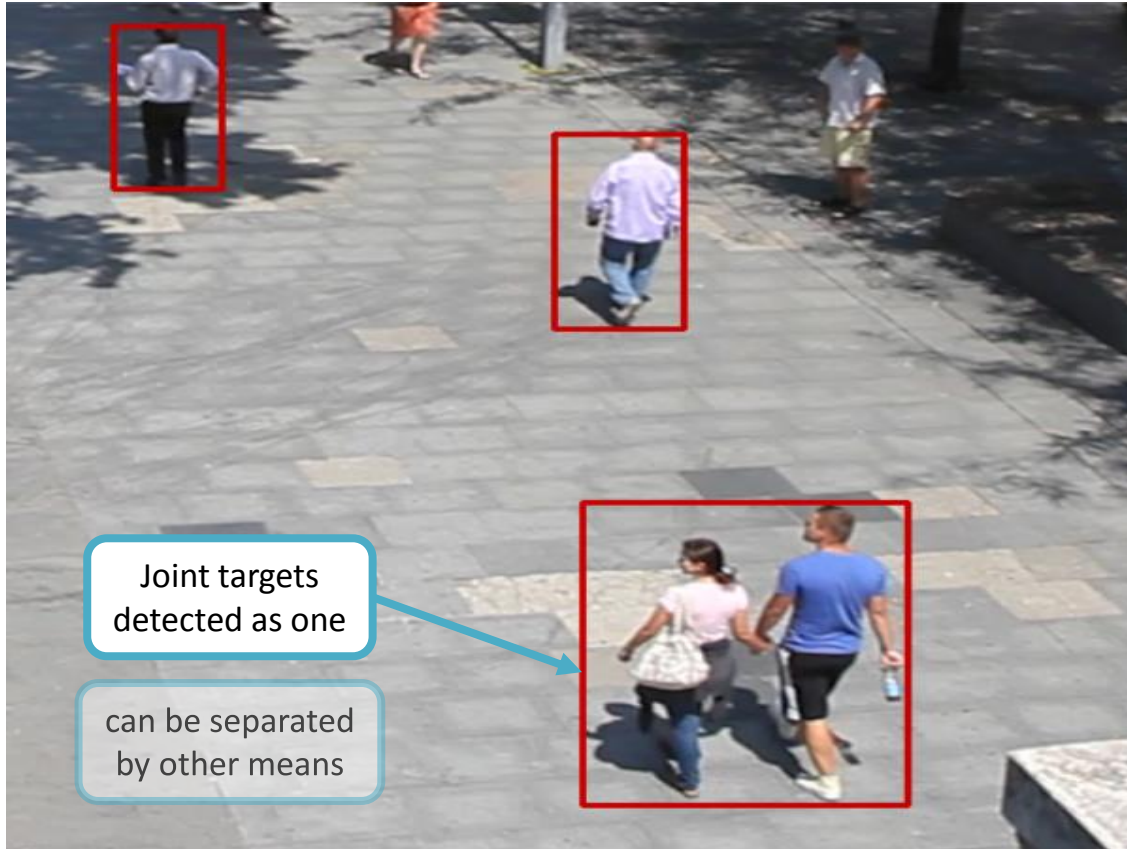 Joint targets
detected as one
can be separated
by other means